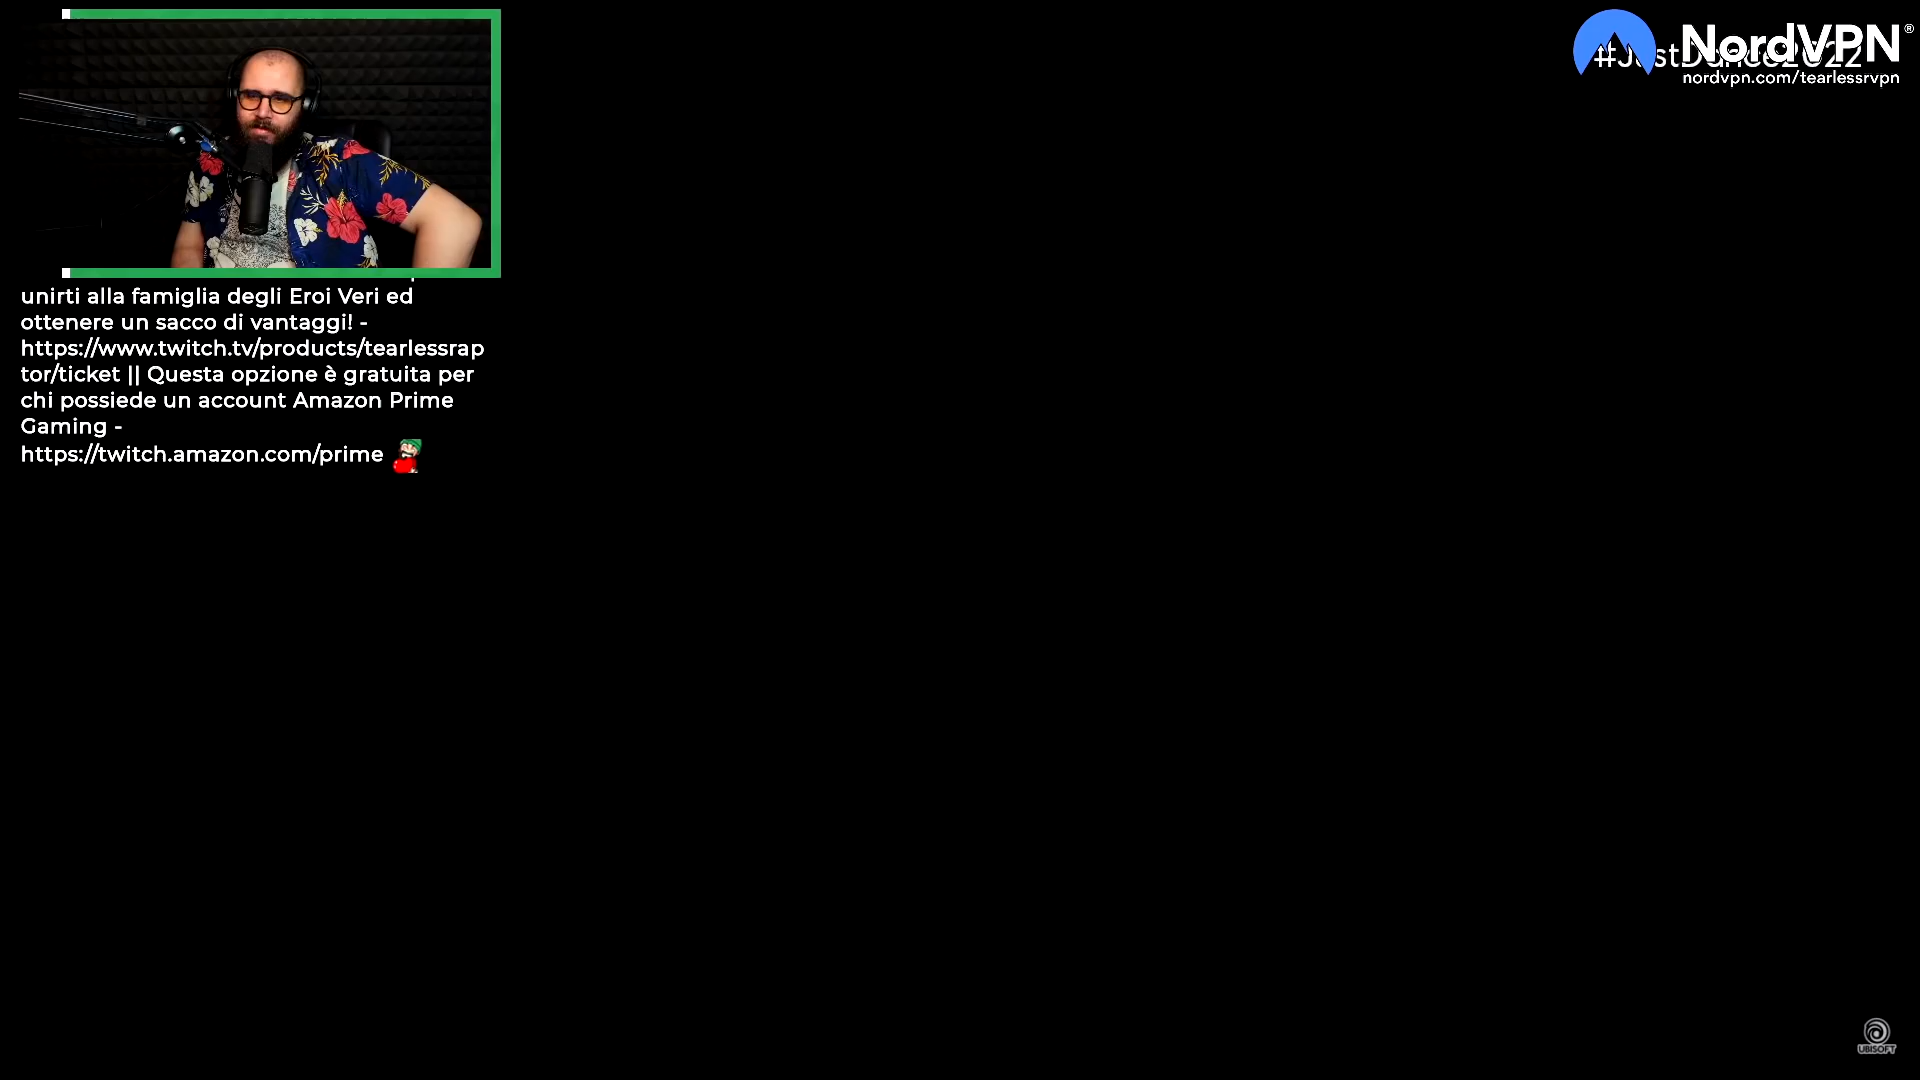 NordVPN®
#JustDance2022
nordvpn.com/tearlessrvpn
unirti alla famiglia degli Eroi Veri ed
ottenere un sacco di vantaggi! -
https://www.twitch.tv/products/tearlessrap
tor/ticket || Questa opzione è gratuita per
chi possiede un account Amazon Prime
Gaming -
https://twitch.amazon.com/prime
UBISOFT